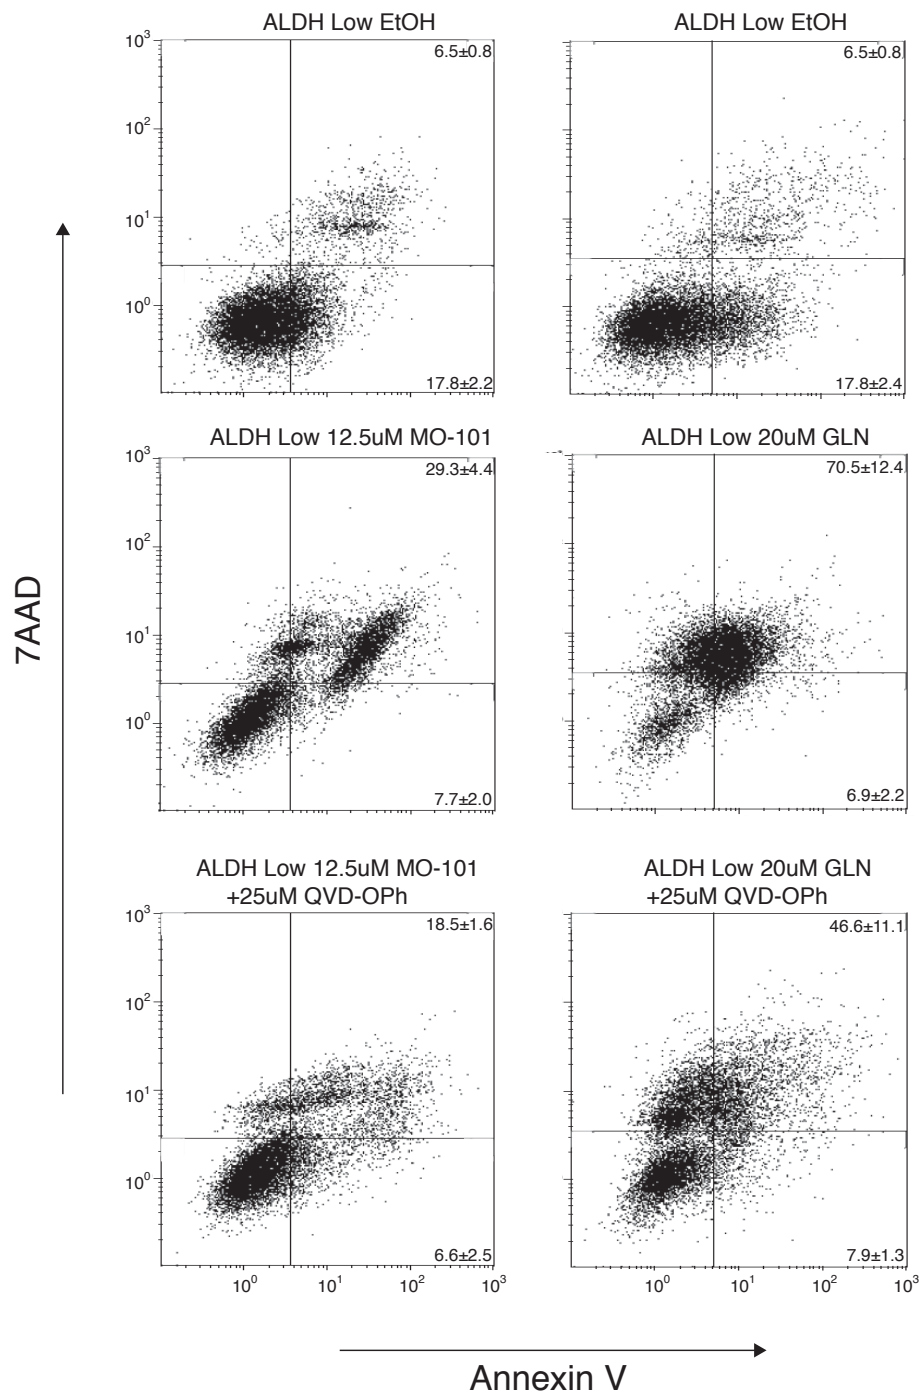 ALDH Low EtOH
ALDH Low EtOH
10³
6.5±0.8
6.5±0.8
10²
10¹
10⁰
17.8±2.2
17.8±2.4
ALDH Low 12.5uM MO-101
ALDH Low 20uM GLN
10³
29.3±4.4
70.5±12.4
10²
10¹
10⁰
7.7±2.0
6.9±2.2
7AAD
ALDH Low 12.5uM MO-101
+25uM QVD-OPh
ALDH Low 20uM GLN
+25uM QVD-OPh
10³
18.5±1.6
46.6±11.1
10²
10¹
10⁰
6.6±2.5
7.9±1.3
10⁰ 10¹ 10² 10³
10⁰ 10¹ 10² 10³
Annexin V